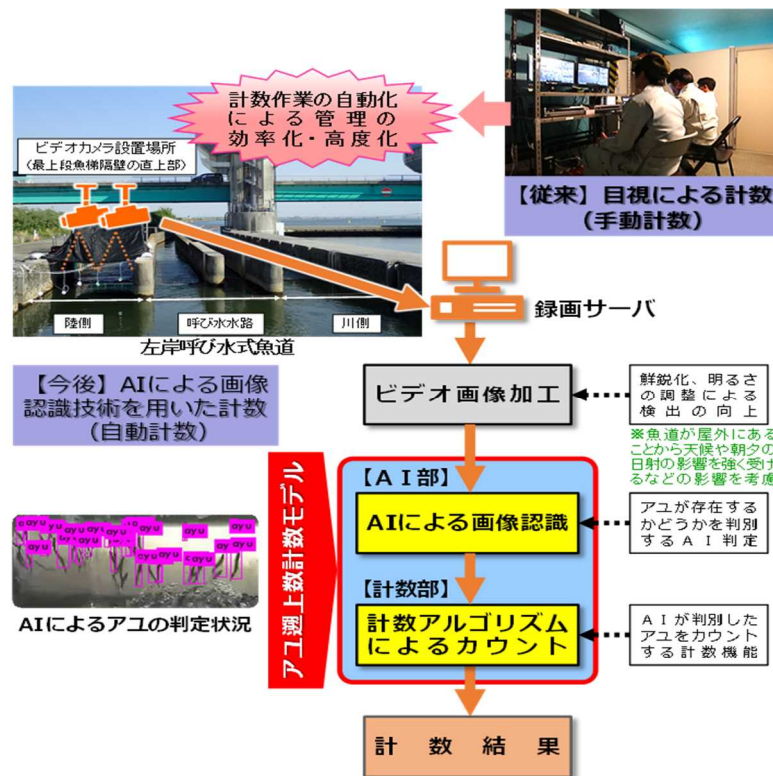 計数作業の自動化
による管理の
効率化・高度化
ビデオカメラ設置場所
(最上段魚梯隔壁の直上部)
【従来】目視による計数
(手動計数)
陸側
呼び水水路
川側
左岸呼び水式魚道
録画サーバ
【今後】AIによる画像
認識技術を用いた計数
(自動計数)
ビデオ画像加工
鮮鋭化、明るさ
の調整による
検出の向上
※魚道が屋外にある
ことから天候や朝夕の
日射の影響を強く受け
るなどの影響を考慮
アユ遡上数計数モデル
【AI部】
AIによる画像認識
アユが存在する
かどうかを判別
するAI判定
ayu
ayu
ayu
ayu
ayu
ayu
ayu
ayu
ayu
AIによるアユの判定状況
【計数部】
計数アルゴリズム
によるカウント
AIが判別した
アユをカウント
する計数機能
計数結果